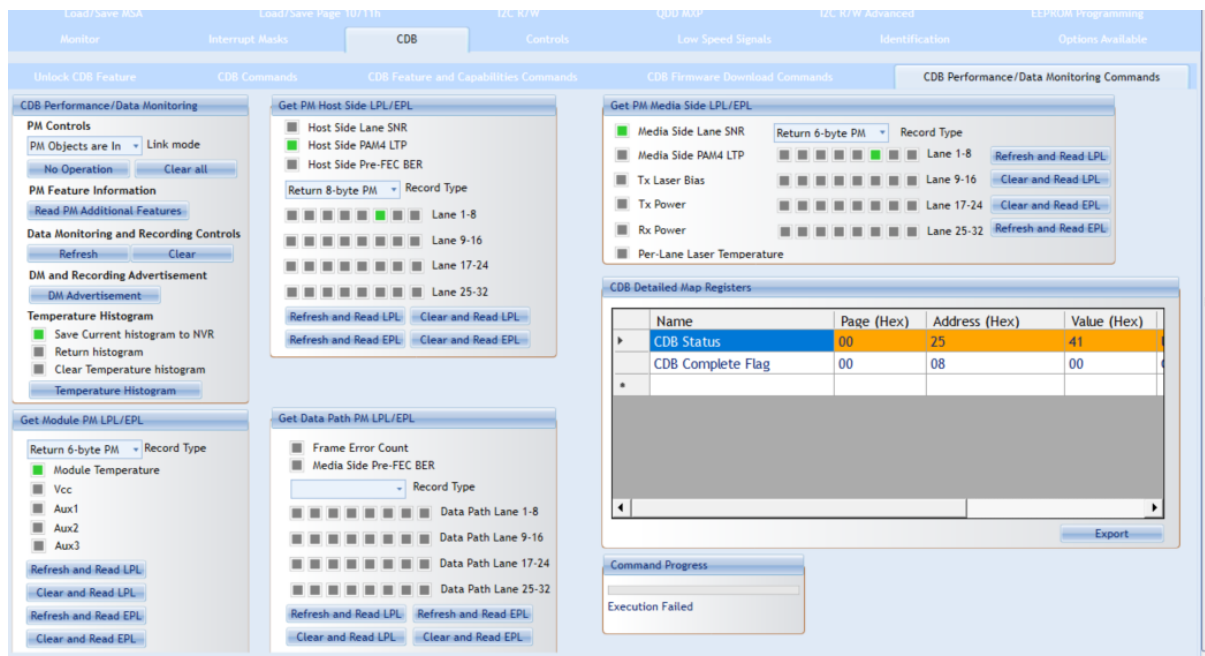 Load/Save MSA Load/Save Page 10/11h I2C R/W QDD MXP I2C R/W Advanced EEPROM Programming
Monitor Interrupt Masks CDB Controls Low Speed Signals Identification Options Available
Unlock CDB Feature CDB Commands CDB Feature and Capabilities Commands CDB Firmware Download Commands CDB Performance/Data Monitoring Commands
CDB Performance/Data Monitoring
PM Controls
PM Objects are In Link mode
No Operation Clear all
PM Feature Information
Read PM Additional Features
Data Monitoring and Recording Controls
Refresh Clear
DM and Recording Advertisement
DM Advertisement
Temperature Histogram
Save Current histogram to NVR
Return histogram
Clear Temperature histogram
Temperature Histogram
Get Module PM LPL/EPL
Return 6-byte PM Record Type
Module Temperature
Vcc
Aux1
Aux2
Aux3
Refresh and Read LPL
Clear and Read LPL
Refresh and Read EPL
Clear and Read EPL
Get PM Host Side LPL/EPL
Host Side Lane SNR
Host Side PAM4 LTP
Host Side Pre-FEC BER
Return 8-byte PM Record Type
Lane 1-8
Lane 9-16
Lane 17-24
Lane 25-32
Refresh and Read LPL Clear and Read LPL
Refresh and Read EPL Clear and Read EPL
Get Data Path PM LPL/EPL
Frame Error Count
Media Side Pre-FEC BER
Record Type
Data Path Lane 1-8
Data Path Lane 9-16
Data Path Lane 17-24
Data Path Lane 25-32
Refresh and Read LPL Refresh and Read EPL
Clear and Read LPL Clear and Read EPL
Get PM Media Side LPL/EPL
Media Side Lane SNR Return 6-byte PM Record Type
Media Side PAM4 LTP Lane 1-8 Refresh and Read LPL
Tx Laser Bias Lane 9-16 Clear and Read LPL
Tx Power Lane 17-24 Clear and Read EPL
Rx Power Lane 25-32 Refresh and Read EPL
Per-Lane Laser Temperature
CDB Detailed Map Registers
Name Page (Hex) Address (Hex) Value (Hex)
CDB Status 00 25 41
CDB Complete Flag 00 08 00
Export
Command Progress
Execution Failed